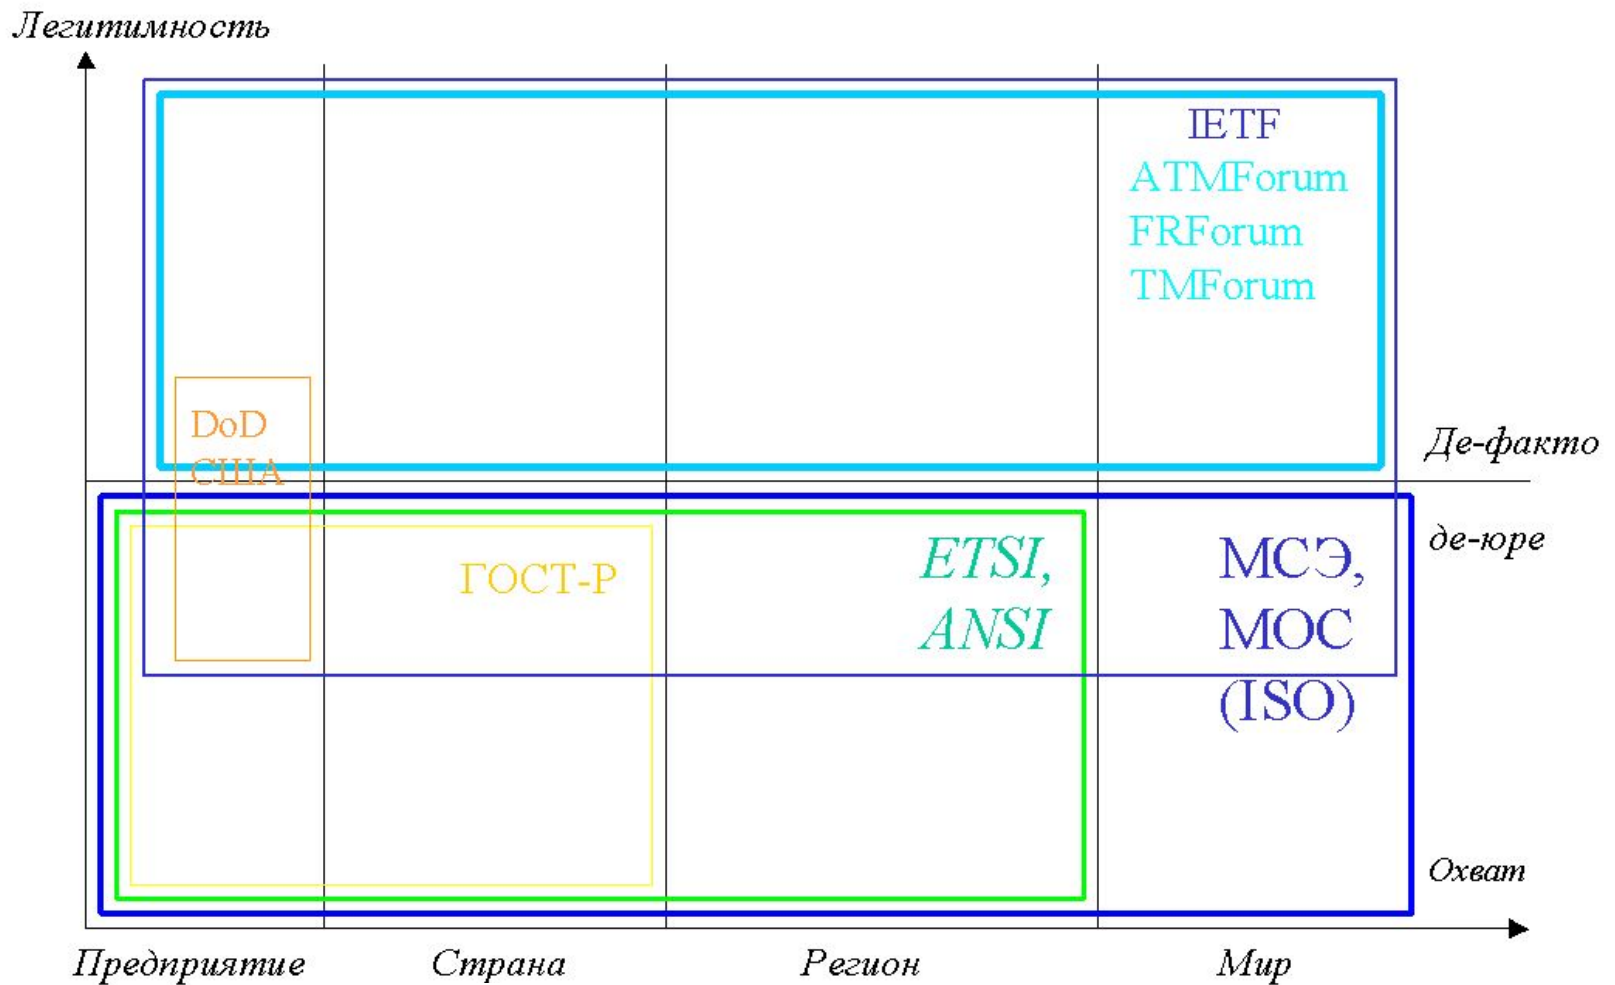 Легитимность
IETF
ATMForum
FRForum
TMForum
DoD
США
Де-факто
де-юре
ГОСТ-Р
ETSI,
ANSI
МСЭ,
МОС
(ISO)
Охват
Предприятие
Страна
Регион
Мир